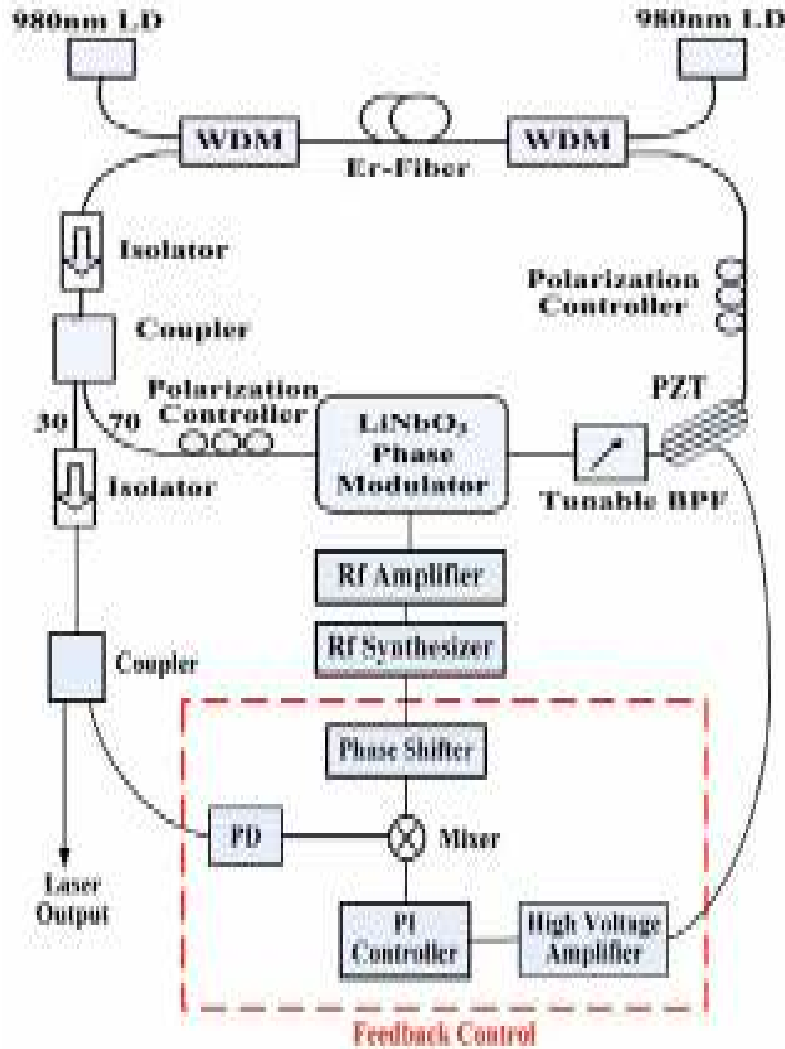 980nm LD
980nm LD
WDM
WDM
Er-Fiber
Isolator
Polarization
Controller
Coupler
PZT
Polarization
Controller
30
70
LiNbO₃
Phase
Modulator
Isolator
Tunable BPF
Rf Amplifier
Rf Synthesizer
Coupler
Phase Shifter
PD
Mixer
Laser
Output
PI
Controller
High Voltage
Amplifier
Feedback Control